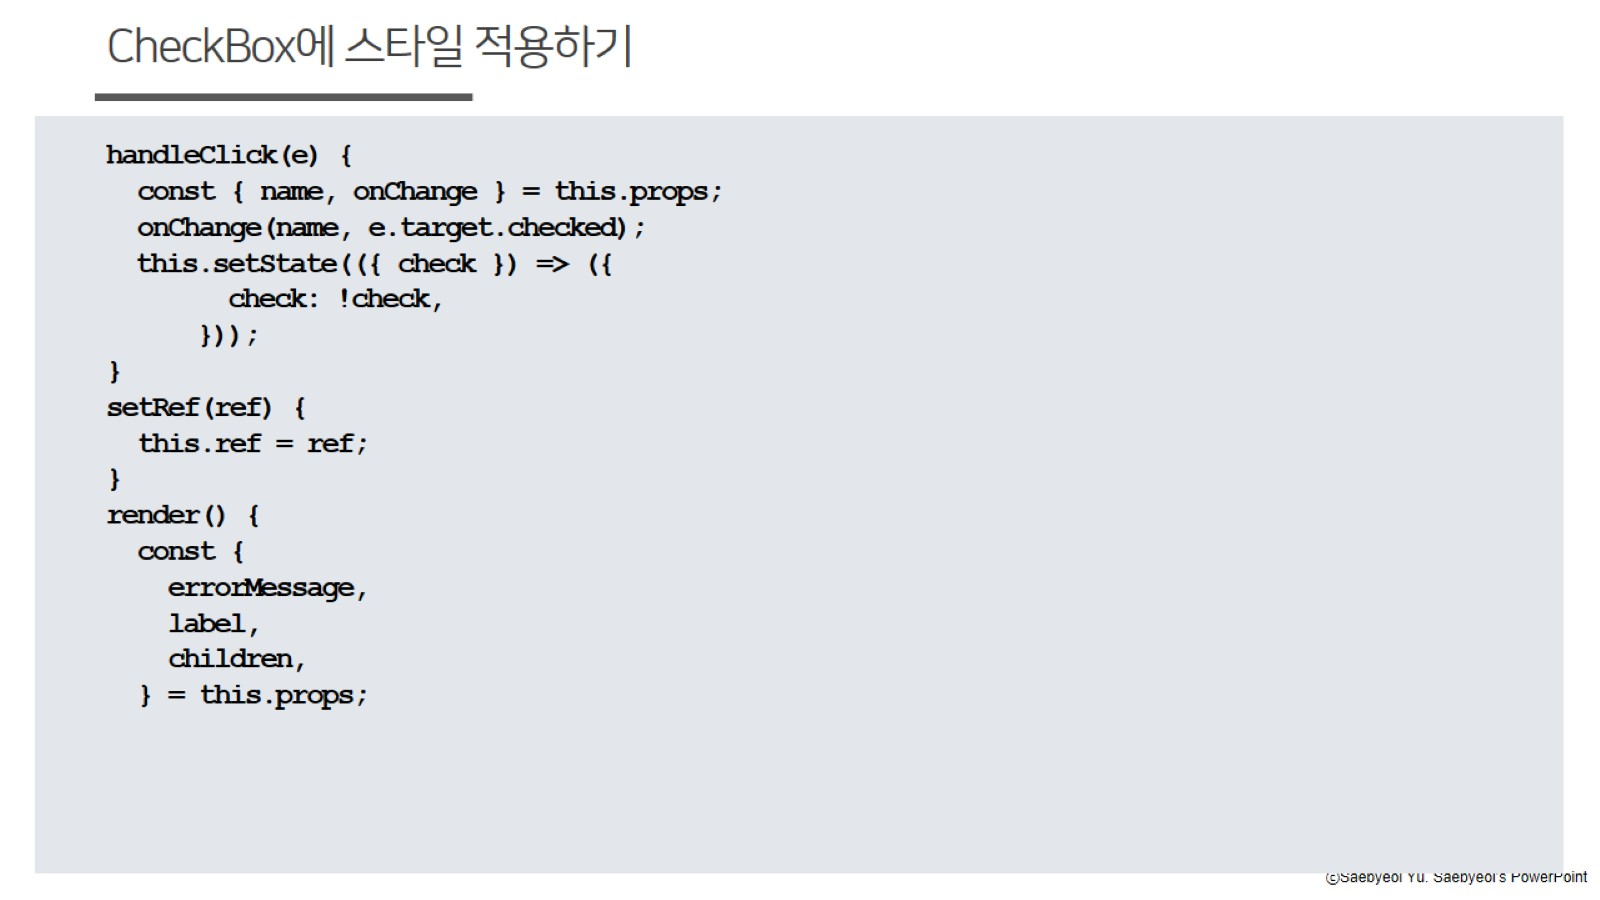 CheckBox에 스타일 적용하기
handleClick(e) {
const { name, onChange } = this.props;
onChange(name, e.target.checked);
this.setState(({ check }) => ({
check: !check,
}));
}
setRef(ref) {
this.ref = ref;
}
render() {
const {
errorMessage,
label,
children,
} = this.props;
ⓒSaebyeol Yu. Saebyeol's PowerPoint